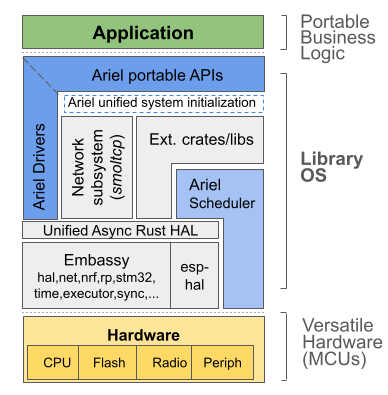 Application
Portable
Business
Logic
Ariel portable APIs
Ariel unified system initialization
Ariel Drivers
Network
subsystem
(smoltcp)
Ext. crates/libs
Ariel
Scheduler
Library
OS
Unified Async Rust HAL
Embassy
hal,net,nrf,rp,stm32,
time,executor,sync,...
esp-
hal
Hardware
CPU
Flash
Radio
Periph
Versatile
Hardware
(MCUs)